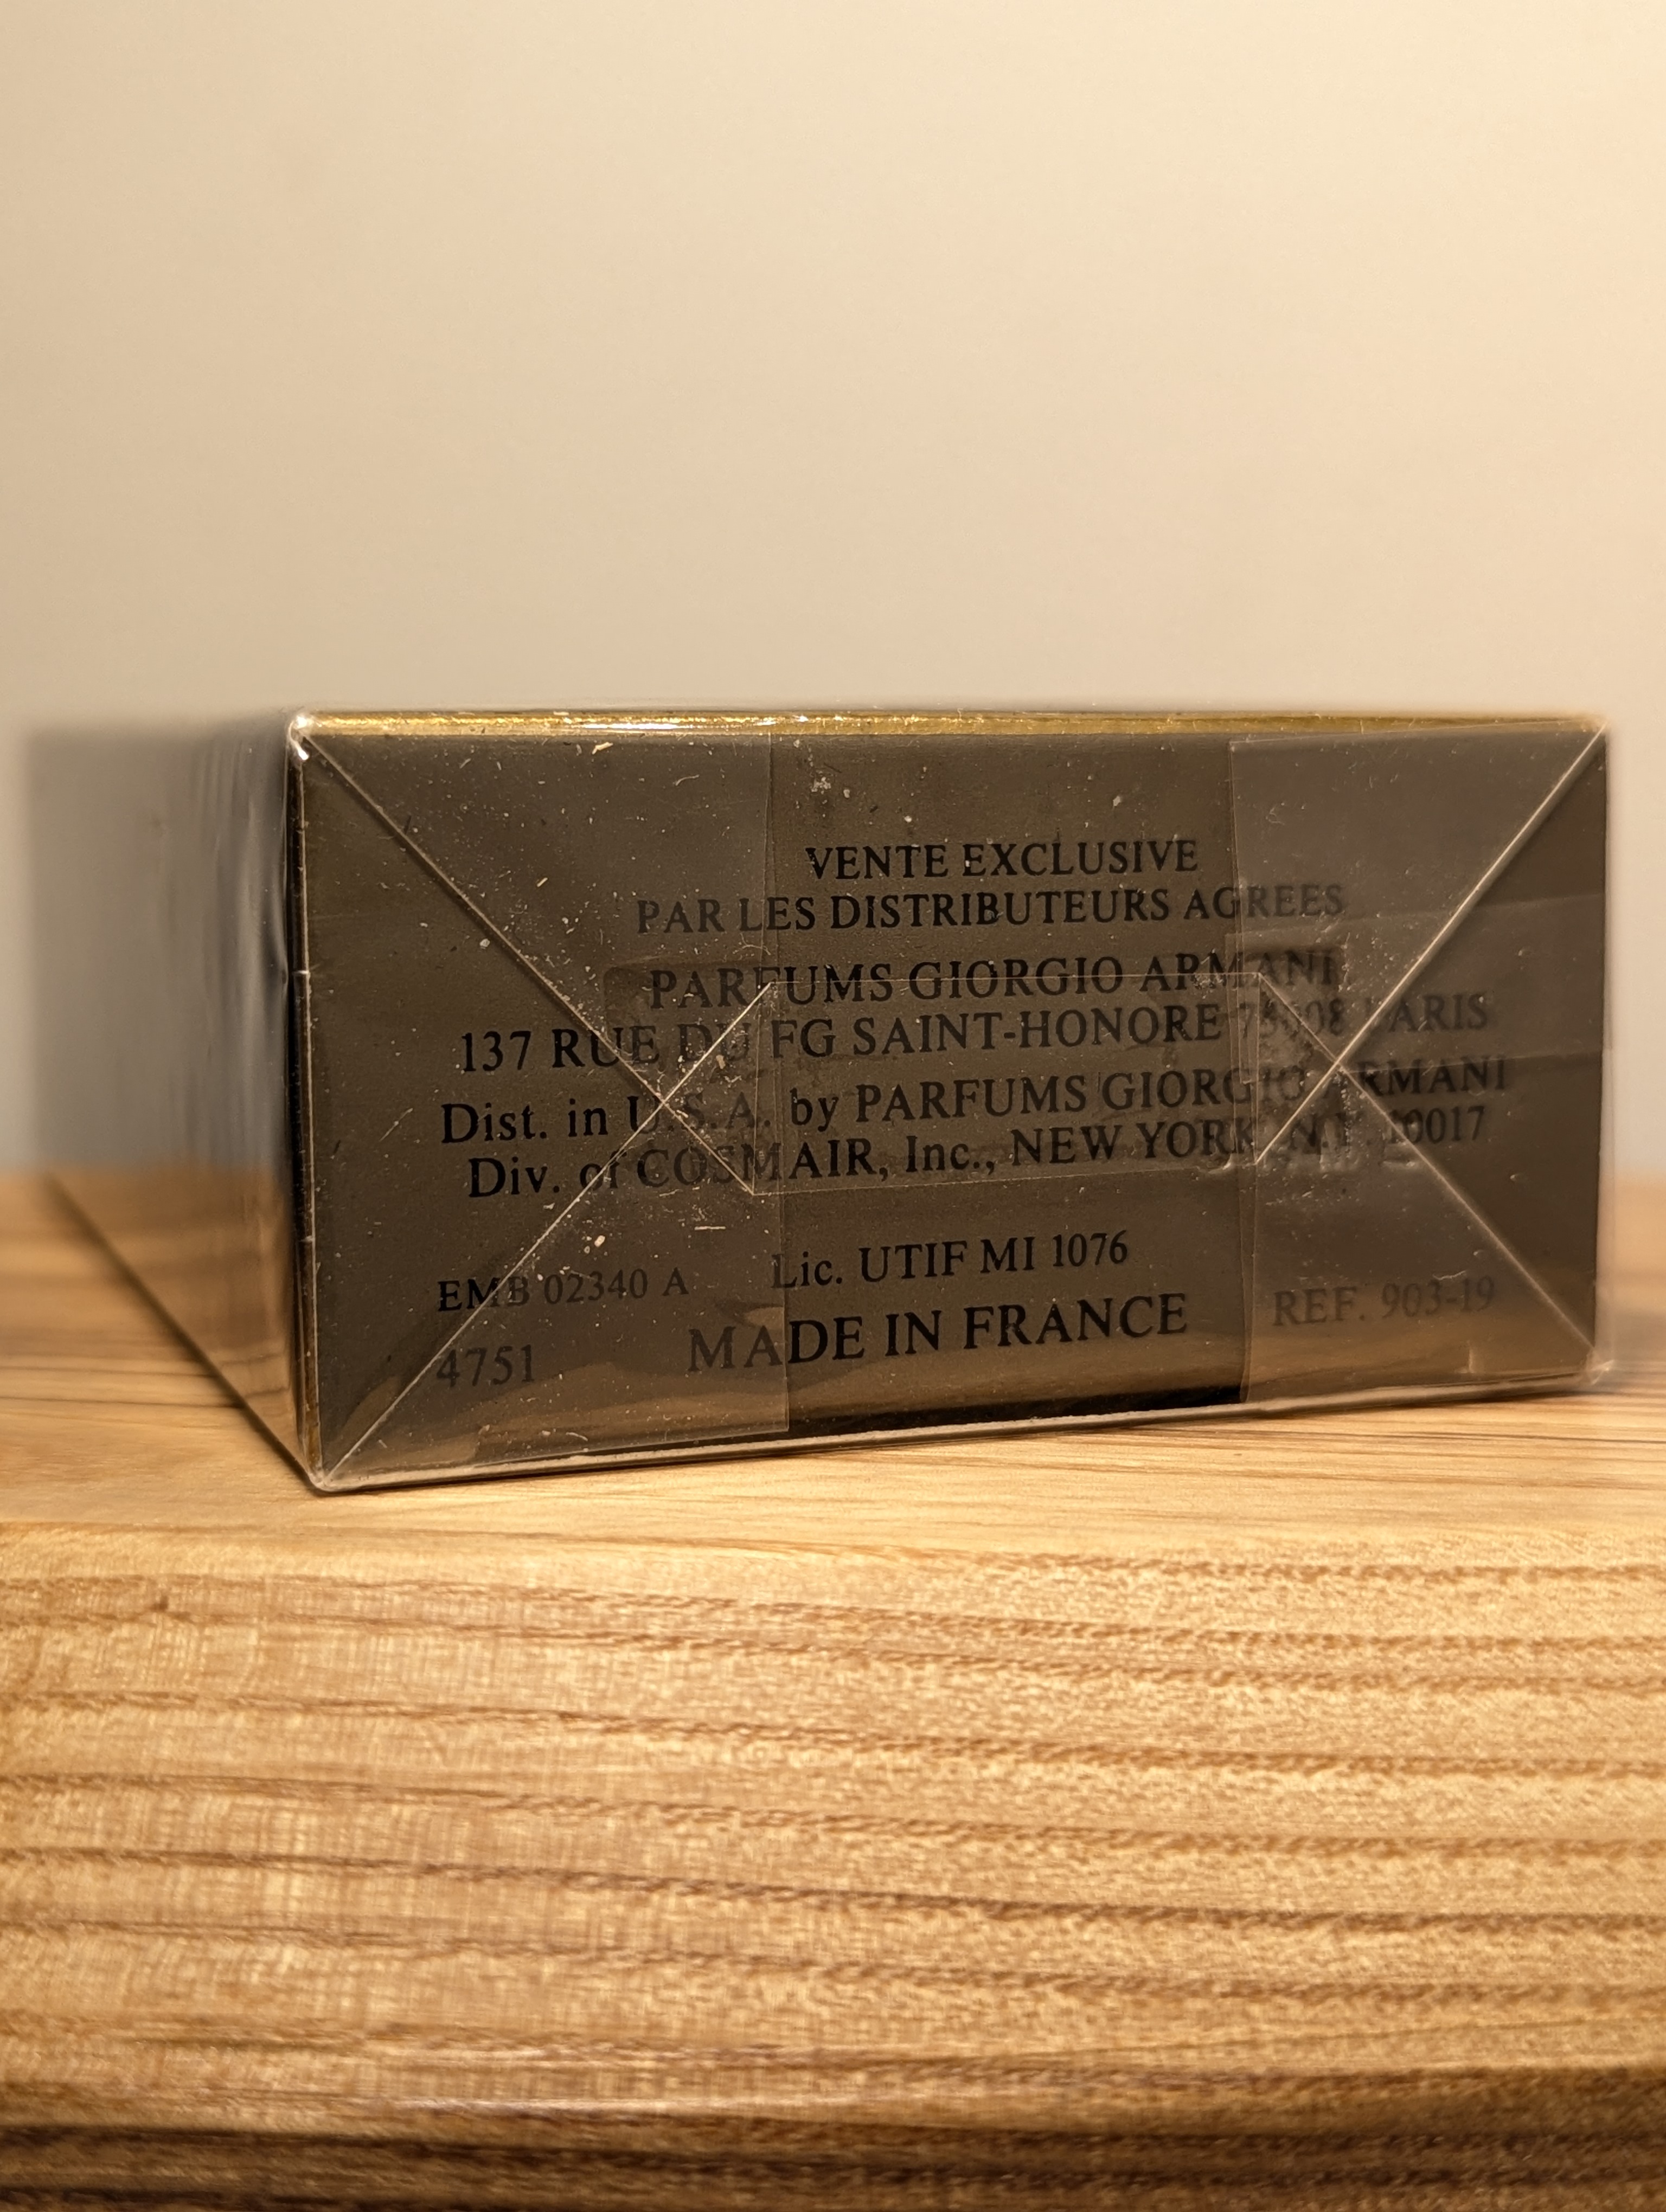 VENTE EXCLUSIVE
PAR LES DISTRIBUTEURS AGREES
PARFUMS GIORGIO ARMANI
137 RUE DU FG SAINT-HONORE 75008 PARIS
Dist. in U.S.A. by PARFUMS GIORGIO ARMANI
Div. of COSMAIR, Inc., NEW YORK N.Y. 10017
Lic. UTIF MI 1076
EMB 02340 A
MADE IN FRANCE
REF. 903-19
4751